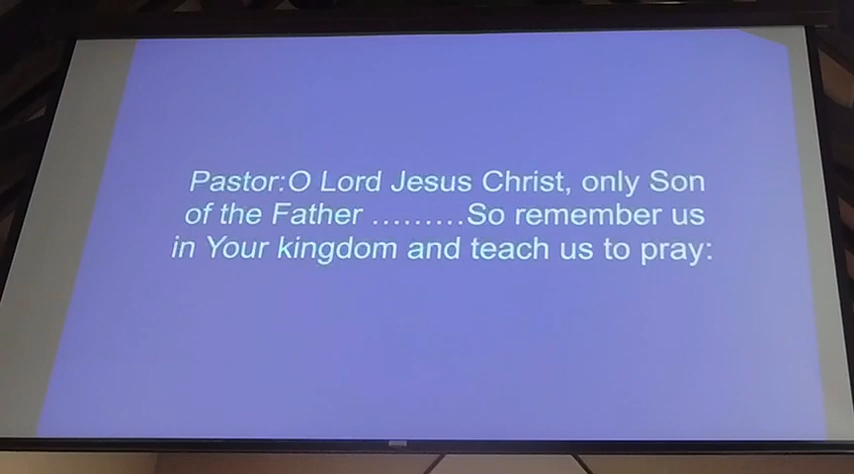 Pastor:O Lord Jesus Christ, only Son
of the Father .........So remember us
in Your kingdom and teach us to pray: